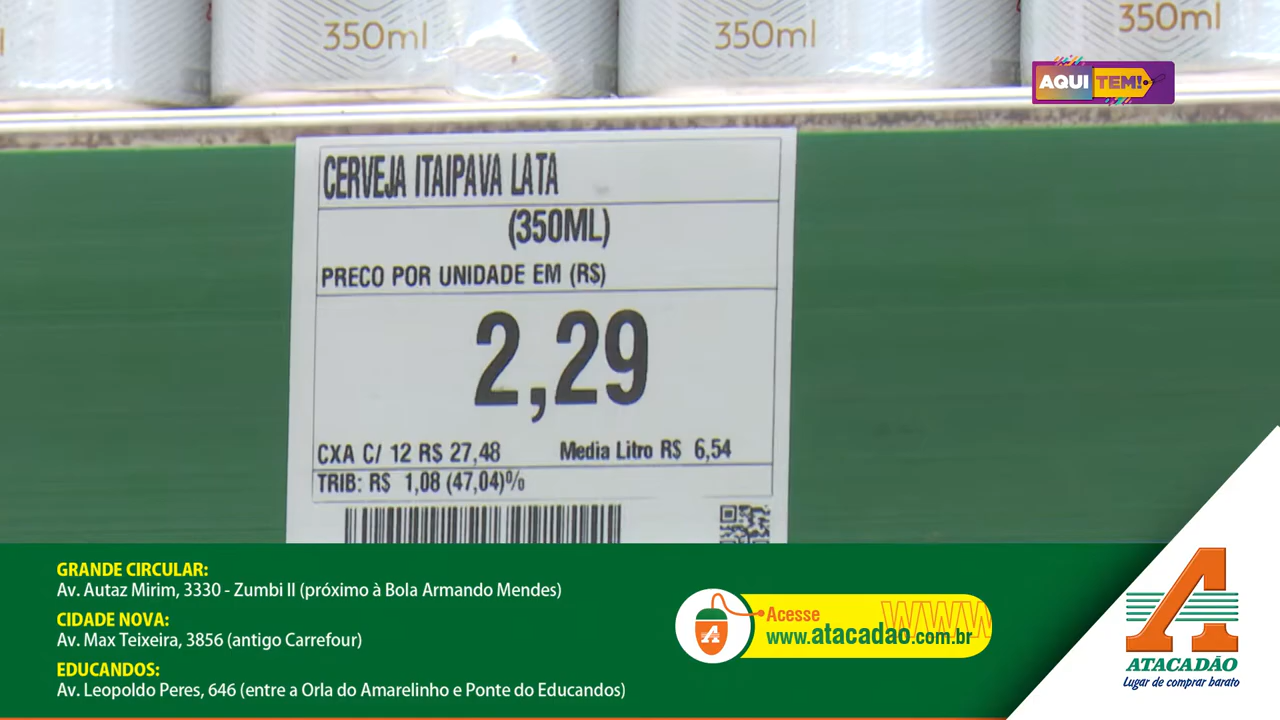 350ml
350ml
350ml
AQUI TEM!
CERVEJA ITAIPAVA LATA
(350ML)
PRECO POR UNIDADE EM (R$)
2,29
CXA C/ 12 R$ 27,48
Media Litro R$ 6,54
TRIB: R$ 1,08 (47,04)%
GRANDE CIRCULAR:
Av. Autaz Mirim, 3330 - Zumbi II (próximo à Bola Armando Mendes)
CIDADE NOVA:
Av. Max Teixeira, 3856 (antigo Carrefour)
EDUCANDOS:
Av. Leopoldo Peres, 646 (entre a Orla do Amarelinho e Ponte do Educandos)
Acesse
WWW
www.atacadao.com.br
ATACADÃO
Lugar de comprar barato